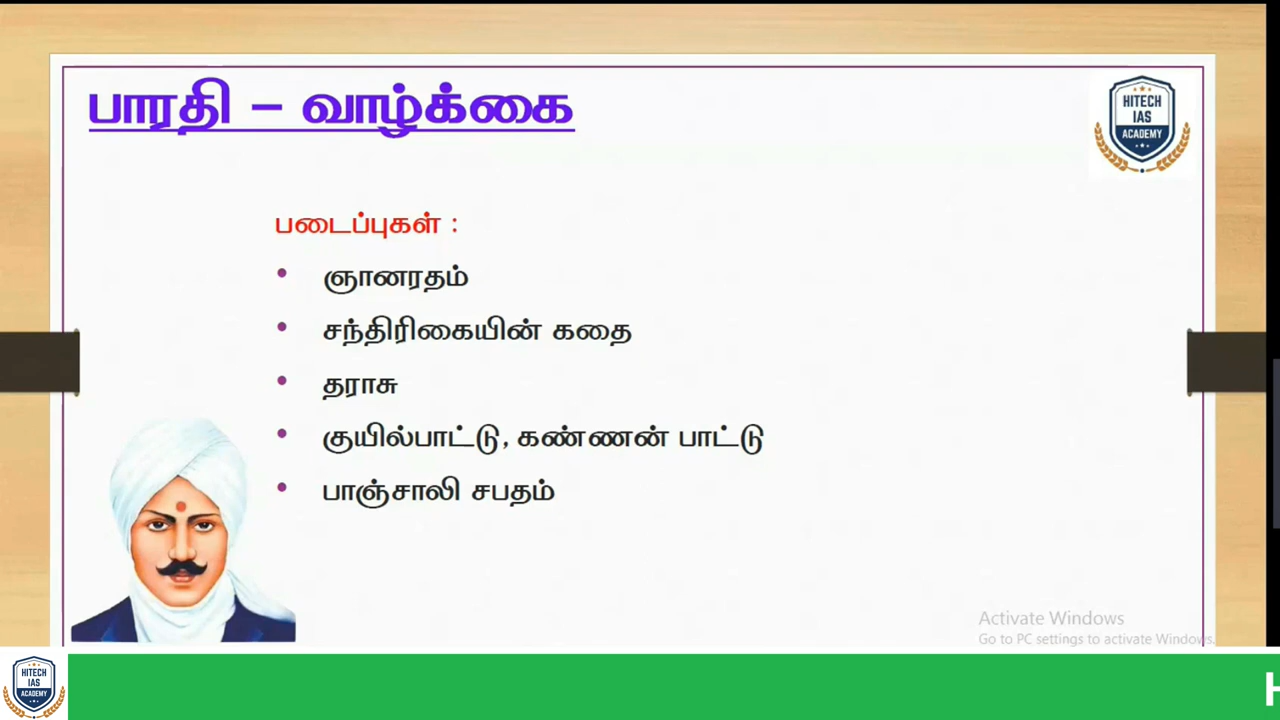 பாரதி – வாழ்க்கை
HITECH
IAS
ACADEMY
படைப்புகள் :
• ஞானரதம்
• சந்திரிகையின் கதை
• தராசு
• குயில்பாட்டு, கண்ணன் பாட்டு
• பாஞ்சாலி சபதம்
Activate Windows
Go to PC settings to activate Windows.
HITECH
IAS
ACADEMY
H